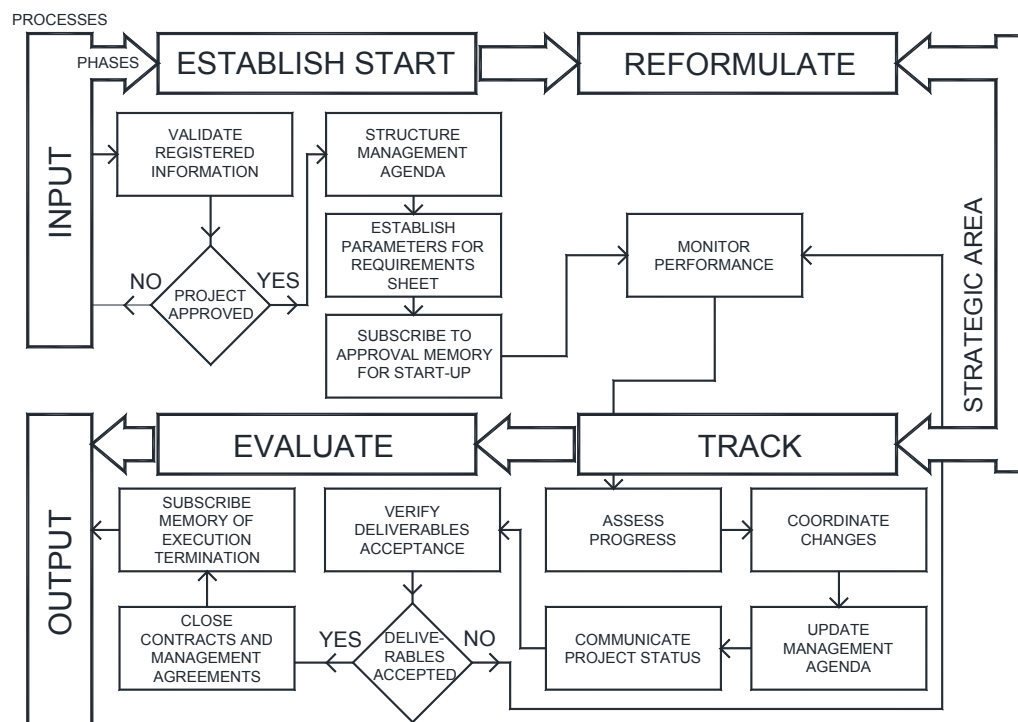 PROCESSES
PHASES
ESTABLISH START
REFORMULATE
INPUT
VALIDATE
REGISTERED
INFORMATION
STRUCTURE
MANAGEMENT
AGENDA
ESTABLISH
PARAMETERS FOR
REQUIREMENTS
SHEET
MONITOR
PERFORMANCE
STRATEGIC AREA
NO
YES
PROJECT
APPROVED
SUBSCRIBE TO
APPROVAL MEMORY
FOR START-UP
EVALUATE
TRACK
OUTPUT
SUBSCRIBE
MEMORY OF
EXECUTION
TERMINATION
VERIFY
DELIVERABLES
ACCEPTANCE
ASSESS
PROGRESS
COORDINATE
CHANGES
CLOSE
CONTRACTS AND
MANAGEMENT
AGREEMENTS
YES
DELIVE-
RABLES
ACCEPTED
NO
COMMUNICATE
PROJECT STATUS
UPDATE
MANAGEMENT
AGENDA